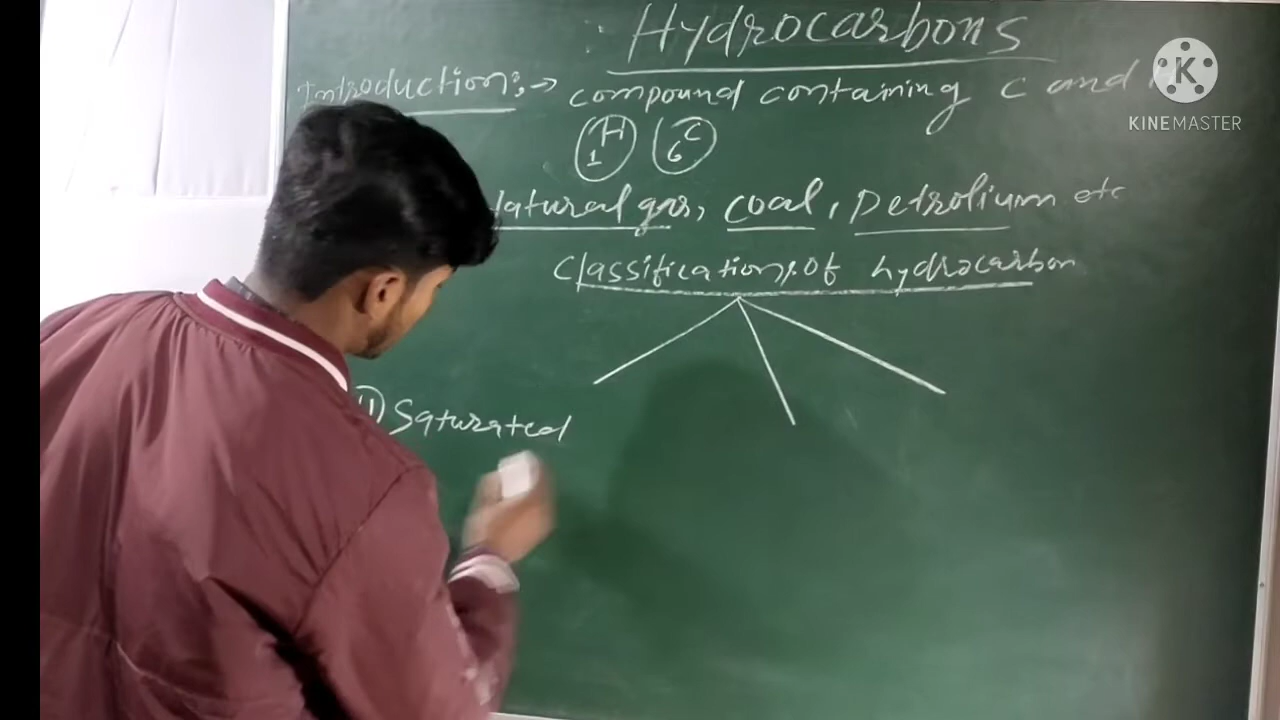 Hydrocarbons
Introduction:→ compound containing C and
1H 6C
Natural gas, coal, Petrolium etc
Classification:of hydrocarbon
(1) Saturated
K
KINEMASTER